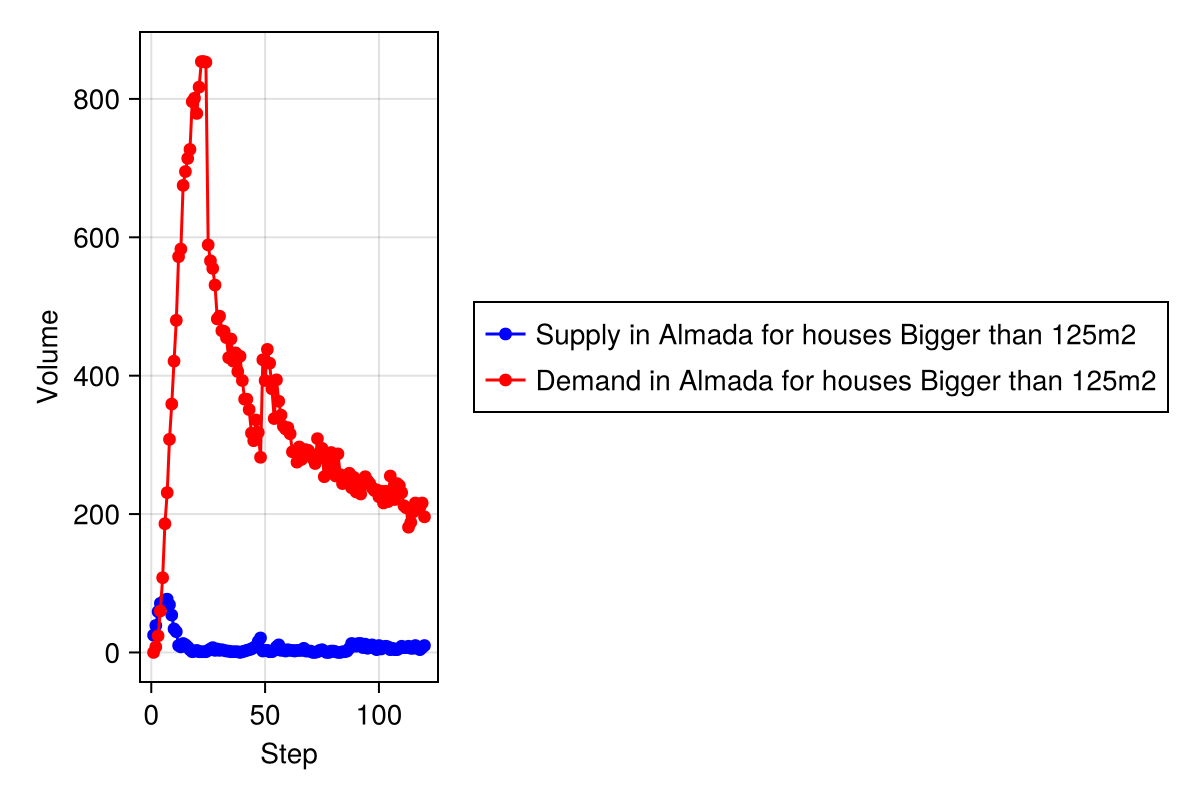 800
600
400
200
0
Volume
0 50 100
Step
Supply in Almada for houses Bigger than 125m2
Demand in Almada for houses Bigger than 125m2